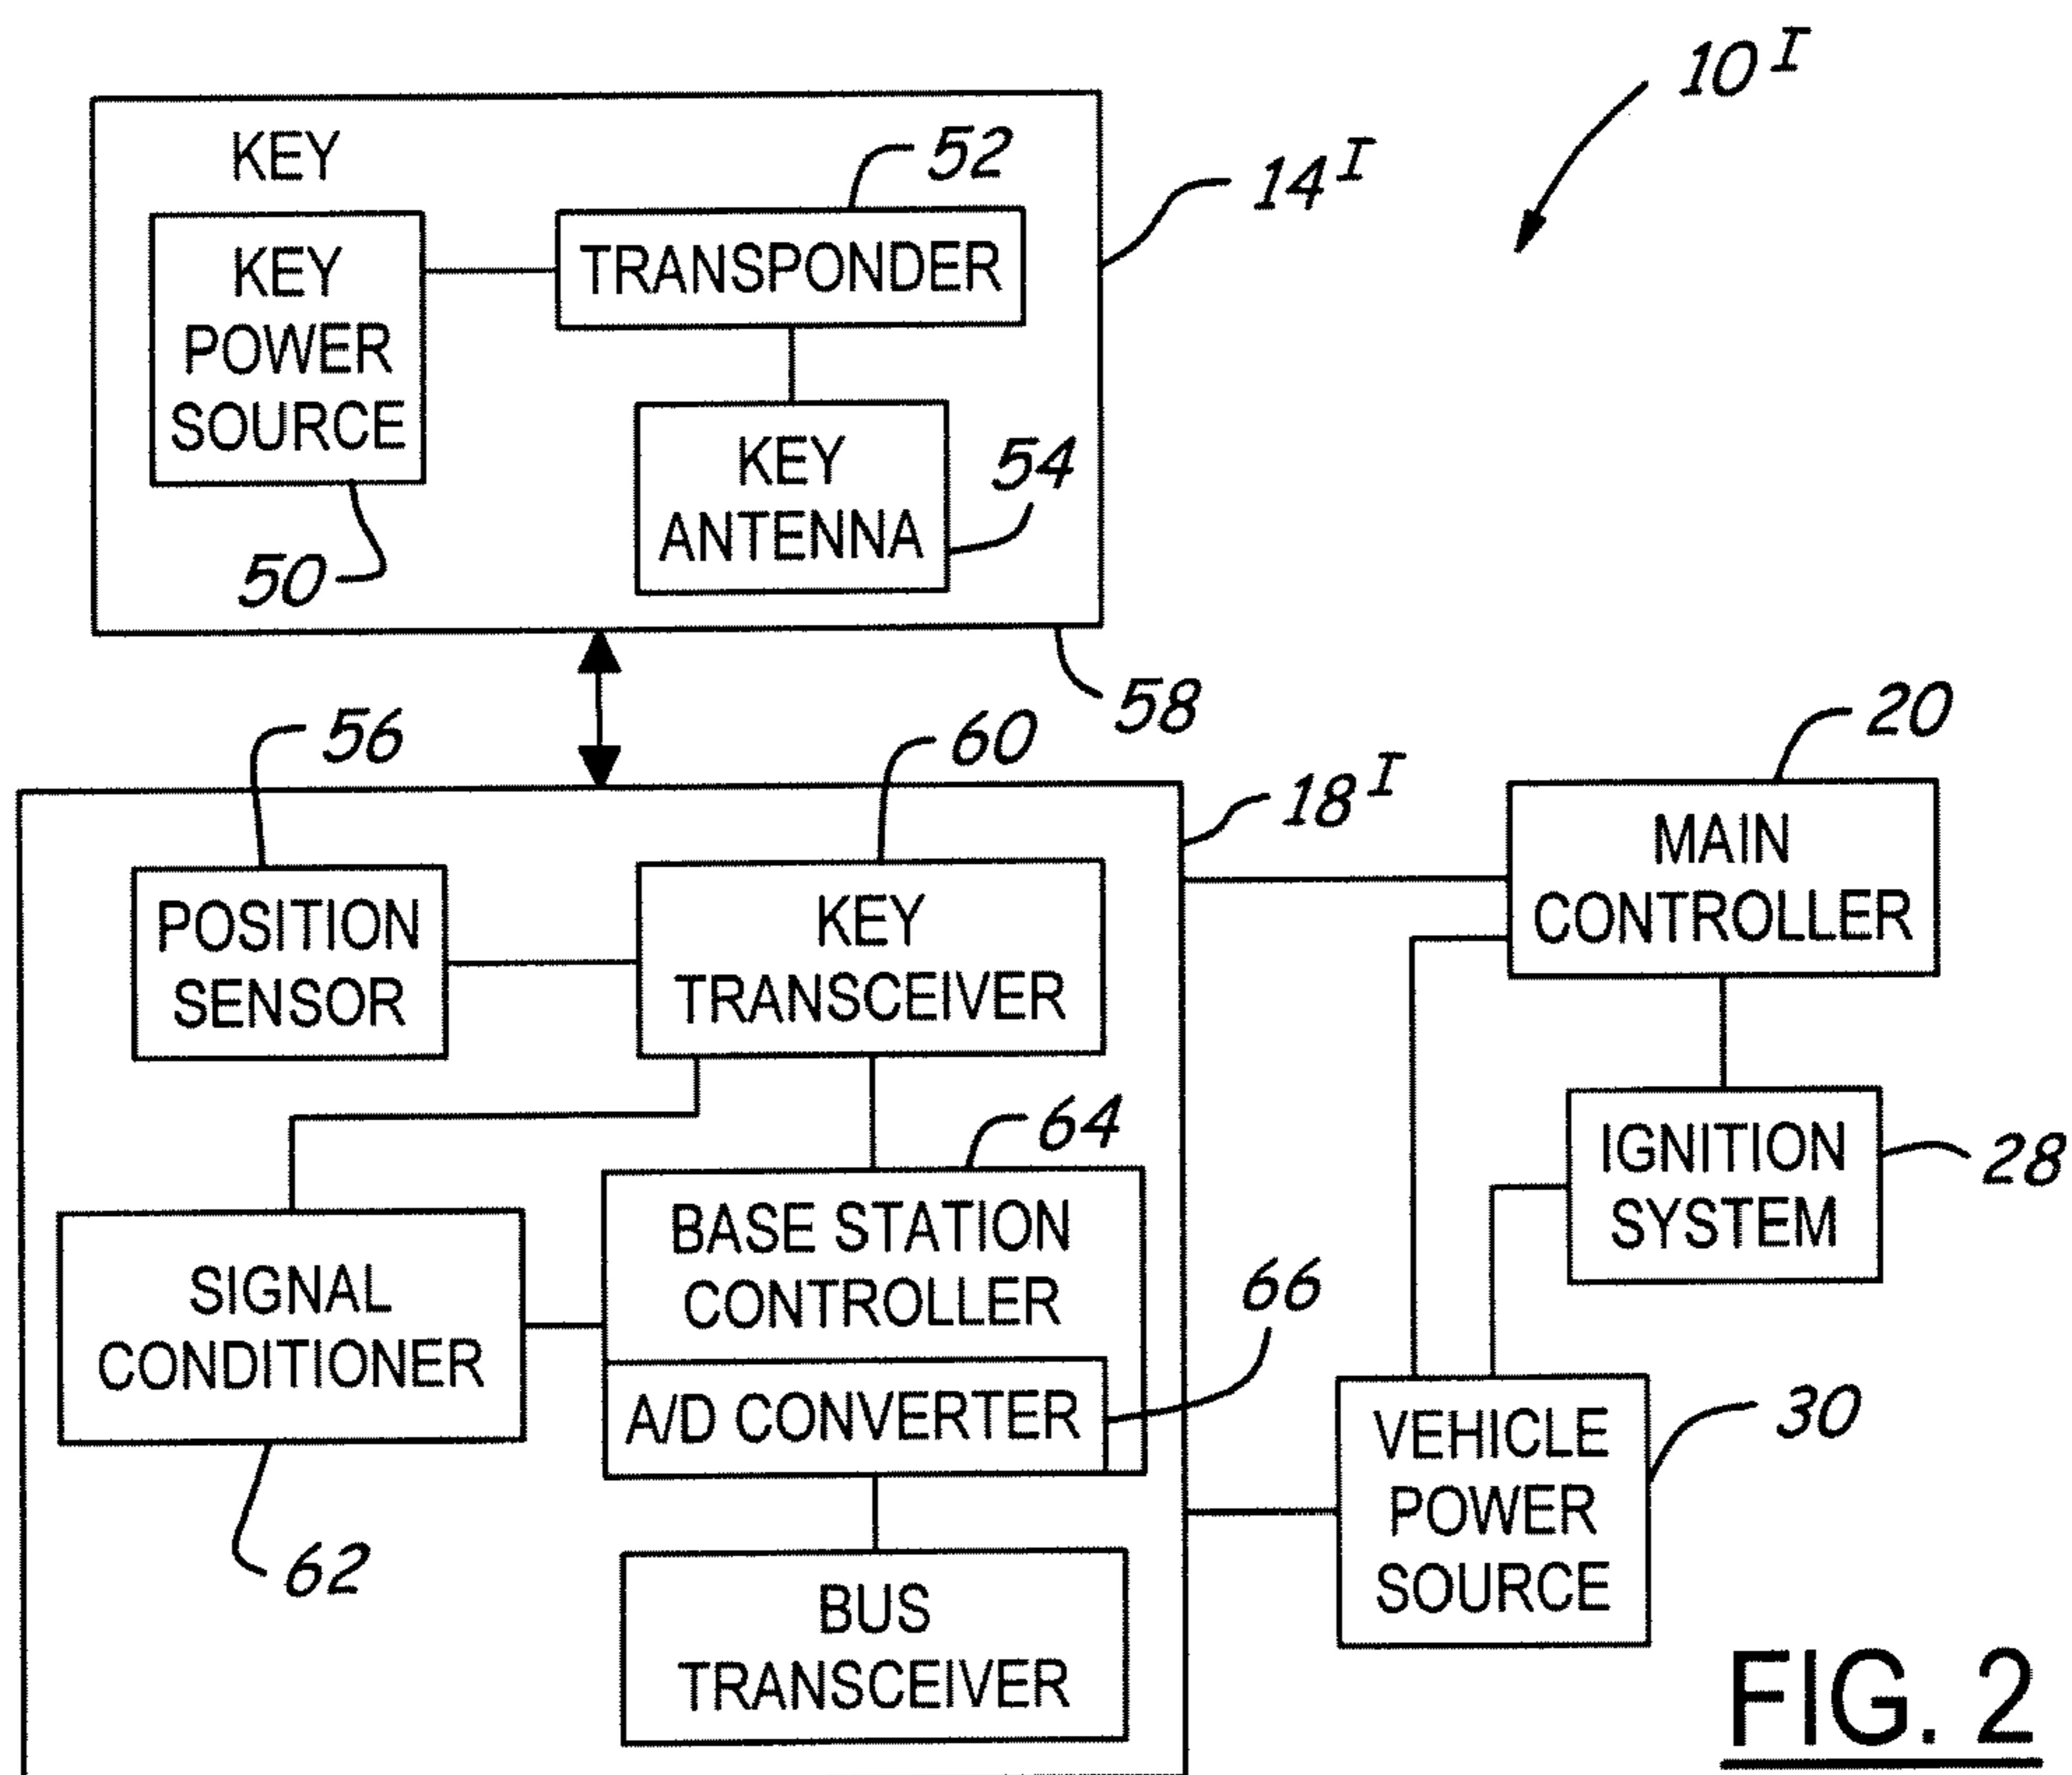 10ᴵ
KEY
52
14ᴵ
KEY
POWER
SOURCE
TRANSPONDER
KEY
ANTENNA
54
50
58
56
60
20
18ᴵ
POSITION
SENSOR
KEY
TRANSCEIVER
MAIN
CONTROLLER
64
SIGNAL
CONDITIONER
BASE STATION
CONTROLLER
A/D CONVERTER
66
IGNITION
SYSTEM
28
62
BUS
TRANSCEIVER
VEHICLE
POWER
SOURCE
30
FIG. 2